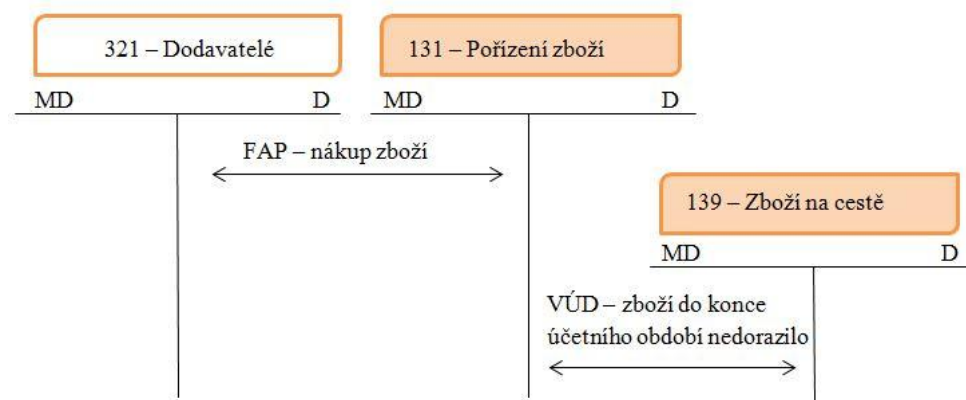 321 – Dodavatelé
131 – Pořízení zboží
MD D
MD D
FAP – nákup zboží
139 – Zboží na cestě
MD D
VÚD – zboží do konce
účetního období nedorazilo